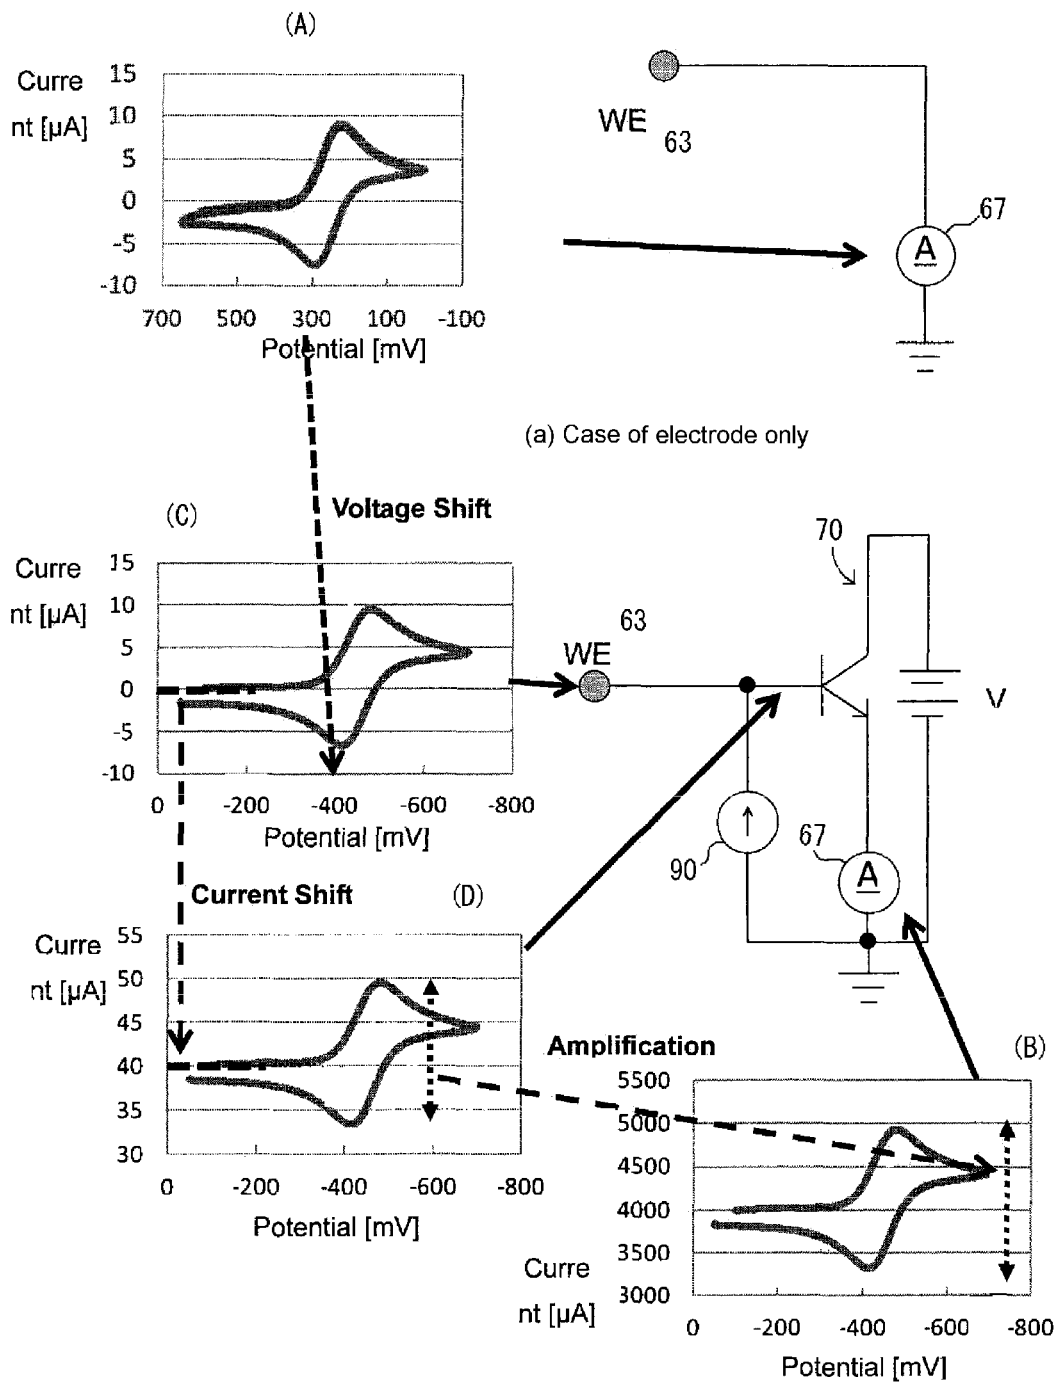 (A)
Curre
nt [µA]
15
10
5
0
-5
-10
700 500 300 100 -100
Potential [mV]
WE
63
67
A
(a) Case of electrode only
(C)
Voltage Shift
Curre
nt [µA]
15
10
5
0
-5
-10
0 -200 -400 -600 -800
Potential [mV]
WE
63
70
V
90
67
A
Current Shift
(D)
Curre
nt [µA]
55
50
45
40
35
30
0 -200 -400 -600 -800
Potential [mV]
Amplification
(B)
5500
5000
4500
4000
3500
3000
Curre
nt [µA]
0 -200 -400 -600 -800
Potential [mV]